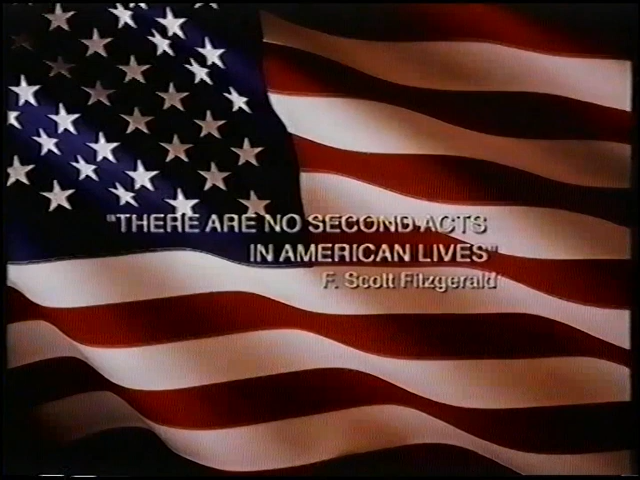 "THERE ARE NO SECOND ACTS
IN AMERICAN LIVES"
F. Scott Fitzgerald